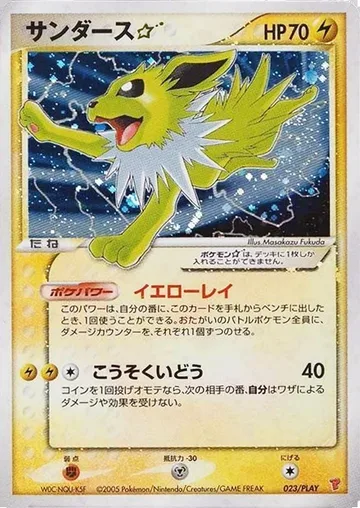 サンダース☆ HP70
Illus. Masakazu Fukuda
たね
ポケモン☆は、デッキに1枚しか
入れることができません。
ポケパワー イエローレイ
このパワーは、自分の番に、このカードを手札からベンチに出した
とき、1回使うことができる。おたがいのバトルポケモン全員に、
ダメージカウンターを、それぞれ1個ずつのせる。
こうそくいどう 40
コインを1回投げオモテなら、次の相手の番、自分はワザによる
ダメージや効果を受けない。
弱点 抵抗力 -30 にげる
W0C-NQU-K5F ©2005 Pokémon/Nintendo/Creatures/GAME FREAK 023/PLAY